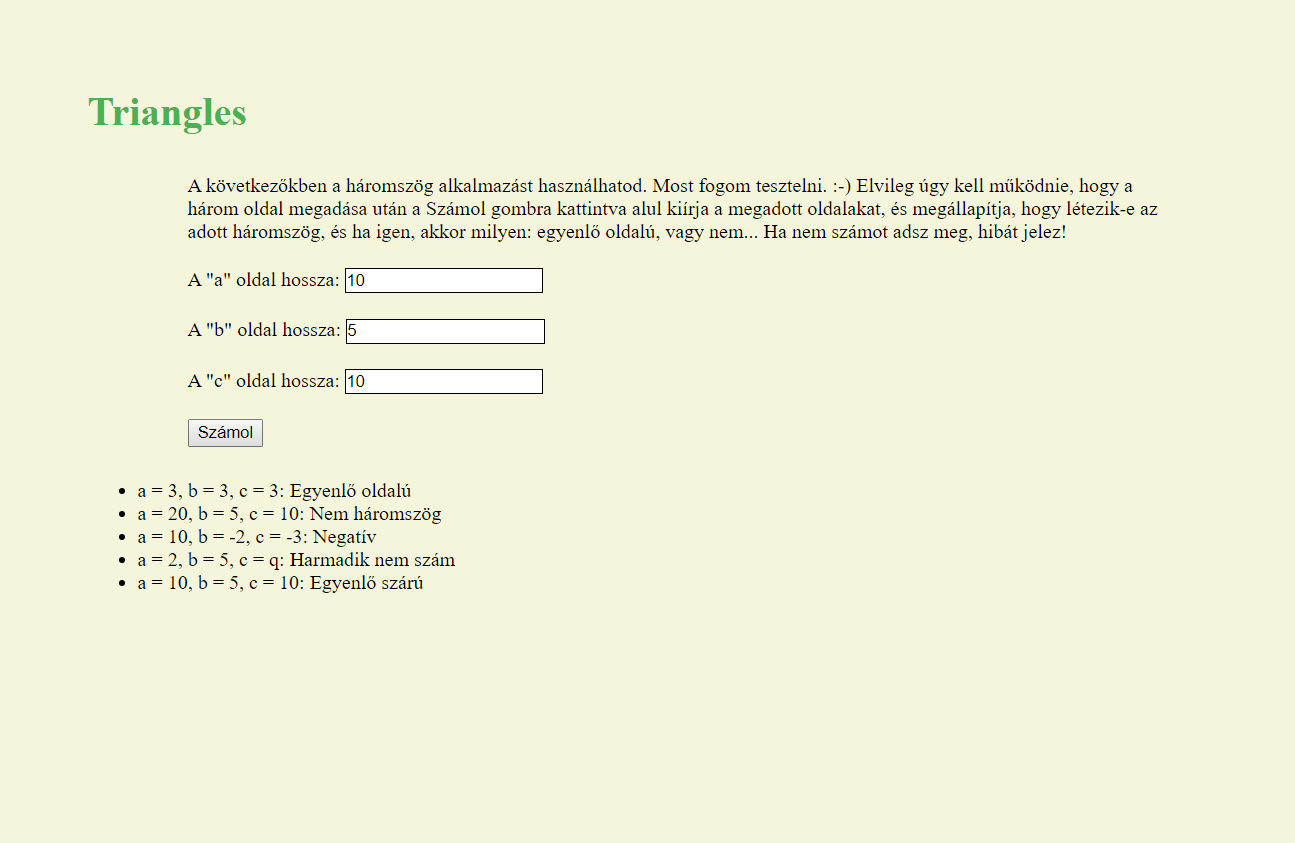 Triangles
A következőkben a háromszög alkalmazást használhatod. Most fogom tesztelni. :-) Elvileg úgy kell működnie, hogy a
három oldal megadása után a Számol gombra kattintva alul kiírja a megadott oldalakat, és megállapítja, hogy létezik-e az
adott háromszög, és ha igen, akkor milyen: egyenlő oldalú, vagy nem... Ha nem számot adsz meg, hibát jelez!
A "a" oldal hossza: 10
A "b" oldal hossza: 5
A "c" oldal hossza: 10
Számol
• a = 3, b = 3, c = 3: Egyenlő oldalú
• a = 20, b = 5, c = 10: Nem háromszög
• a = 10, b = -2, c = -3: Negatív
• a = 2, b = 5, c = q: Harmadik nem szám
• a = 10, b = 5, c = 10: Egyenlő szárú